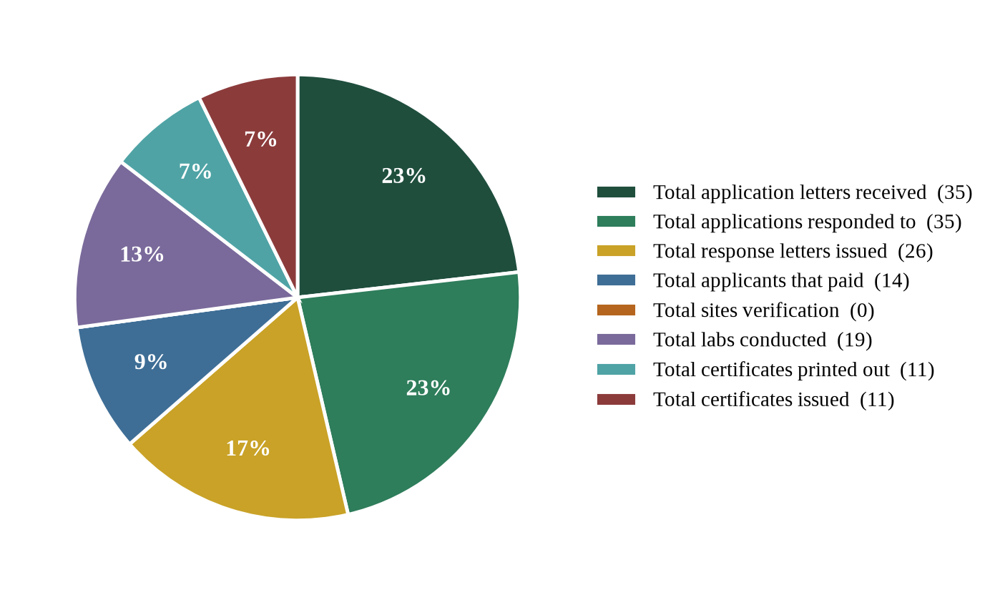 7%
23%
7%
13%
9%
23%
17%
Total application letters received (35)
Total applications responded to (35)
Total response letters issued (26)
Total applicants that paid (14)
Total sites verification (0)
Total labs conducted (19)
Total certificates printed out (11)
Total certificates issued (11)